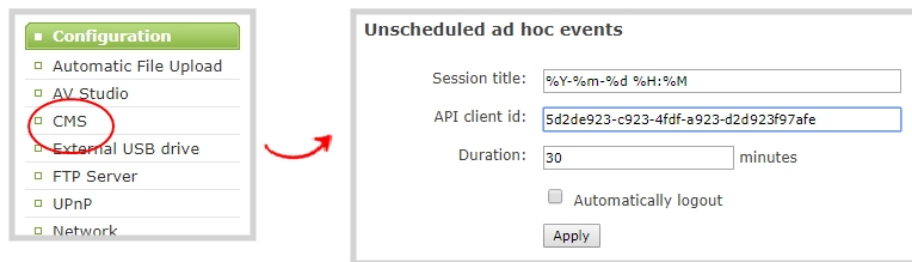 Configuration
Automatic File Upload
AV Studio
CMS
External USB drive
FTP Server
UPnP
Network
Unscheduled ad hoc events
Session title: %Y-%m-%d %H:%M
API client id: 5d2de923-c923-4fdf-a923-d2d923f97afe
Duration: 30 minutes
Automatically logout
Apply